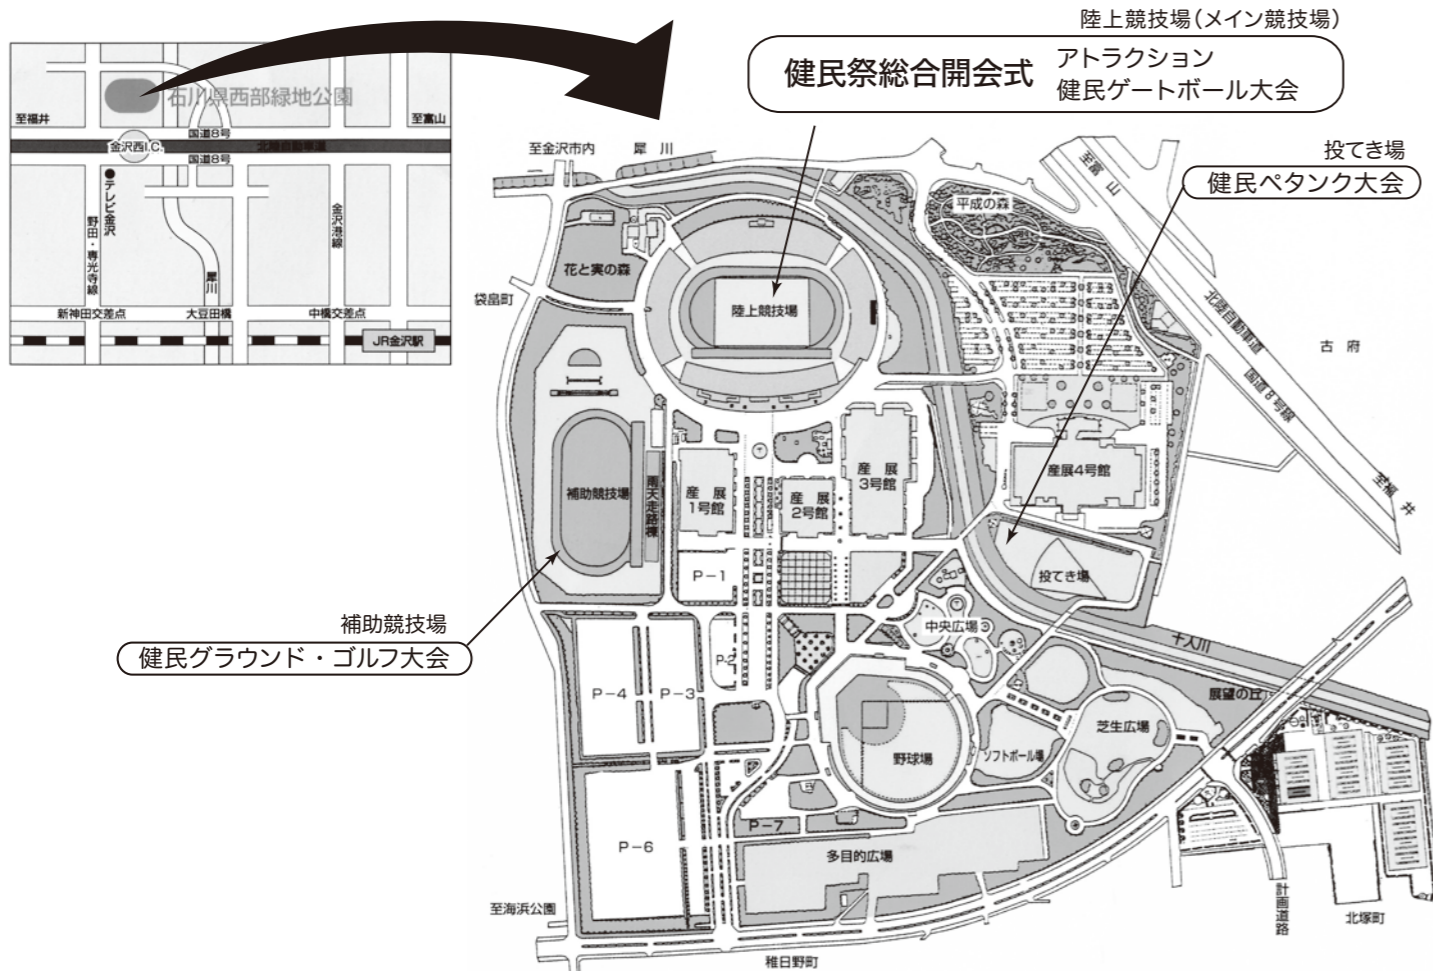 陸上競技場(メイン競技場)
健民祭総合開会式
アトラクション
健民ゲートボール大会
投てき場
健民ペタンク大会
補助競技場
健民グラウンド・ゴルフ大会
石川県西部緑地公園
至福井
至富山
国道8号
金沢西I.C.
北陸自動車道
国道8号
テレビ金沢
野田・専光寺線
犀川
金沢港線
新神田交差点
大豆田橋
中橋交差点
JR金沢駅
至金沢市内
犀川
至富山
平成の森
花と実の森
袋畠町
陸上競技場
北陸自動車道
古府
国道8号線
至福井
補助競技場
雨天走路棟
産展
1号館
産展
2号館
産展
3号館
産展4号館
P-1
投てき場
中央広場
十人川
P-2
P-4
P-3
展望の丘
芝生広場
野球場
ソフトボール場
P-7
P-6
多目的広場
至海浜公園
計画道路
北塚町
稚日野町